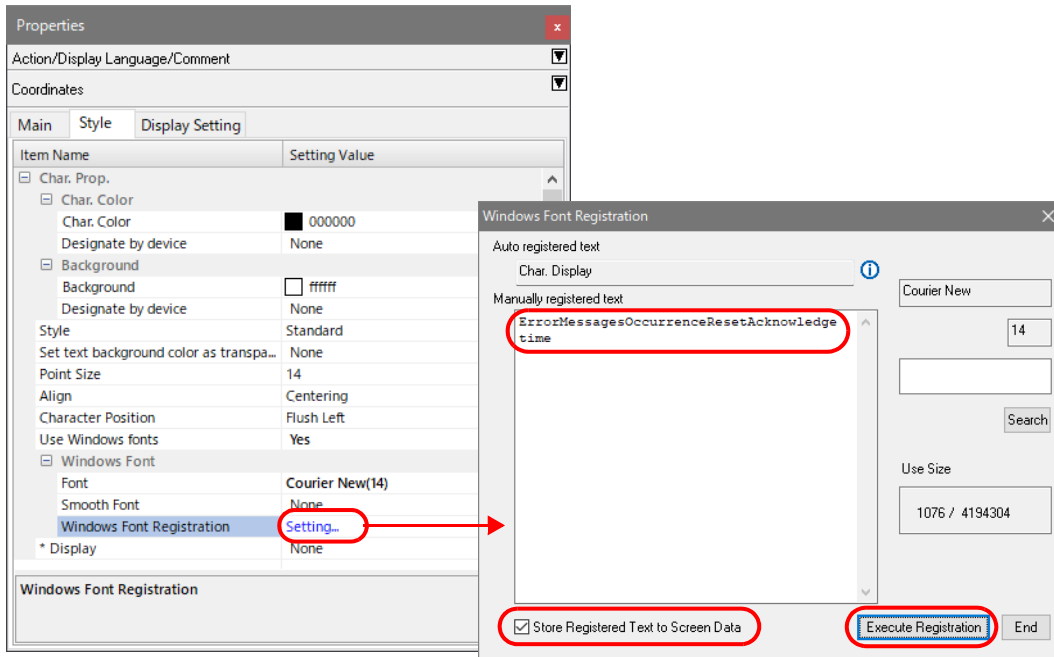 Properties
x
Action/Display Language/Comment
Coordinates
Main Style Display Setting
Item Name Setting Value
Char. Prop.
Char. Color
Char. Color 000000
Designate by device None
Background
Background ffffff
Designate by device None
Style Standard
Set text background color as transpa... None
Point Size 14
Align Centering
Character Position Flush Left
Use Windows fonts Yes
Windows Font
Font Courier New(14)
Smooth Font None
Windows Font Registration Setting...
* Display None
Windows Font Registration
Windows Font Registration
Auto registered text
Char. Display
Manually registered text
ErrorMessagesOccurrenceResetAcknowledge
time
Courier New
14
Search
Use Size
1076 / 4194304
Store Registered Text to Screen Data
Execute Registration
End